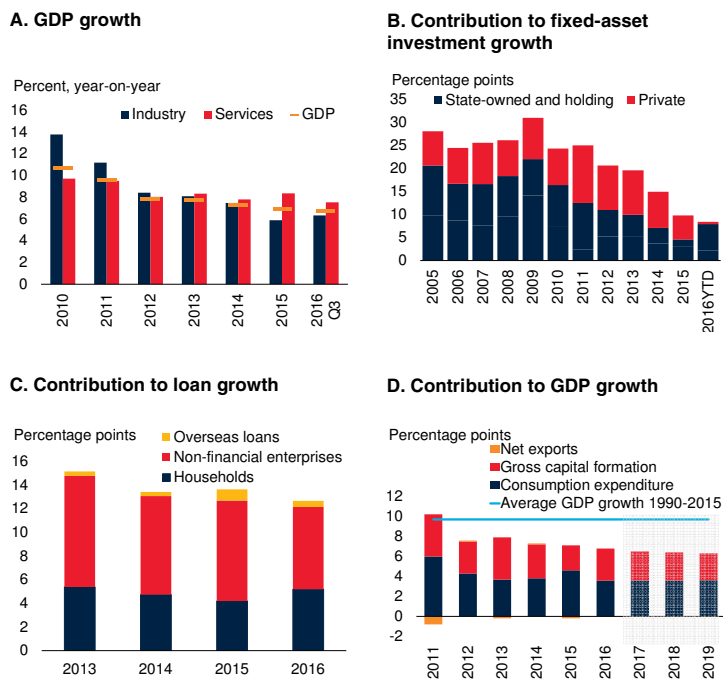 A. GDP growth
Percent, year-on-year
16
14
12
10
8
6
4
2
0
Industry
Services
GDP
2010
2011
2012
2013
2014
2015
2016
Q3
B. Contribution to fixed-asset
investment growth
Percentage points
35
30
25
20
15
10
5
0
State-owned and holding
Private
2005
2006
2007
2008
2009
2010
2011
2012
2013
2014
2015
2016YTD
C. Contribution to loan growth
Percentage points
16
14
12
10
8
6
4
2
0
Overseas loans
Non-financial enterprises
Households
2013
2014
2015
2016
D. Contribution to GDP growth
Percentage points
Net exports
Gross capital formation
Consumption expenditure
Average GDP growth 1990-2015
12
10
8
6
4
2
0
-2
2011
2012
2013
2014
2015
2016
2017
2018
2019